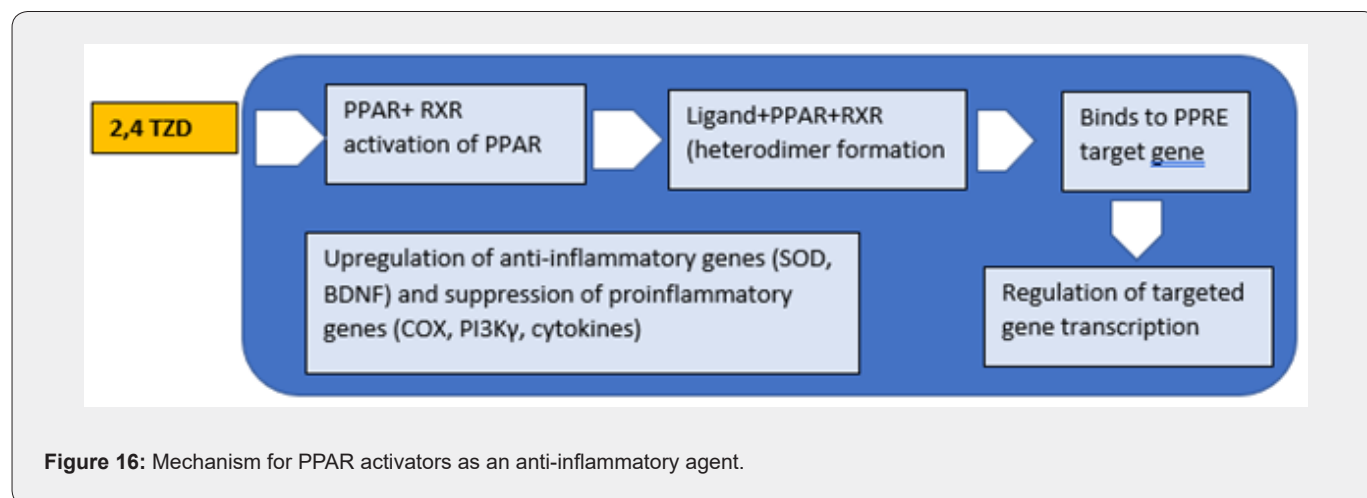 2,4 TZD
PPAR+ RXR
activation of PPAR
Ligand+PPAR+RXR
(heterodimer formation
Binds to PPRE
target gene
Regulation of targeted
gene transcription
Upregulation of anti-inflammatory genes (SOD,
BDNF) and suppression of proinflammatory
genes (COX, PI3Kγ, cytokines)
Figure 16: Mechanism for PPAR activators as an anti-inflammatory agent.